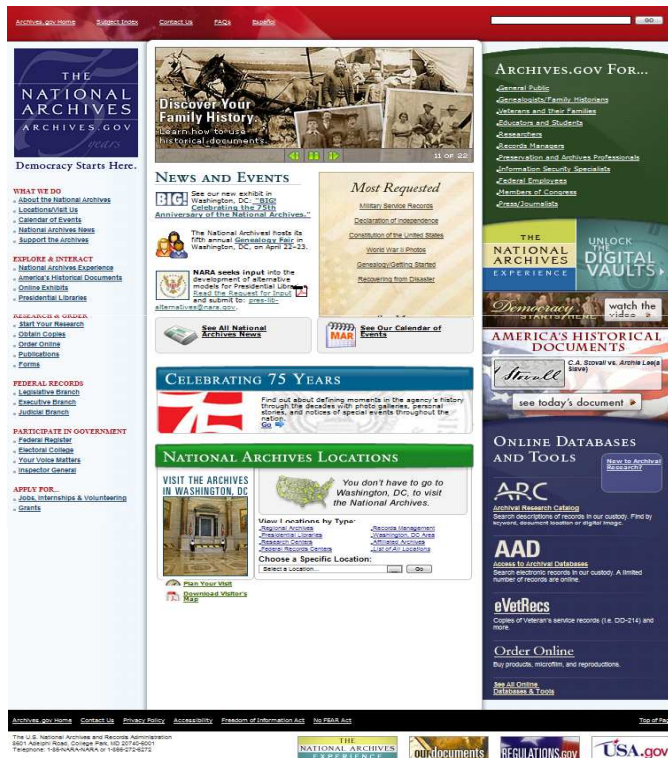 Archives.gov Home Subject Index Contact Us FAQs Español
GO
THE
NATIONAL
ARCHIVES
ARCHIVES.GOV
75
years
Democracy Starts Here.
WHAT WE DO
About the National Archives
Locations/Visit Us
Calendar of Events
National Archives News
Support the Archives
EXPLORE & INTERACT
National Archives Experience
America's Historical Documents
Online Exhibits
Presidential Libraries
RESEARCH & ORDER
Start Your Research
Obtain Copies
Order Online
Publications
Forms
FEDERAL RECORDS
Legislative Branch
Executive Branch
Judicial Branch
PARTICIPATE IN GOVERNMENT
Federal Register
Electoral College
Your Voice Matters
Inspector General
APPLY FOR...
Jobs, Internships & Volunteering
Grants
Discover Your
Family History.
Learn how to use
historical documents.
11 OF 22
NEWS AND EVENTS
BIG!
See our new exhibit in
Washington, DC: "BIG!
Celebrating the 75th
Anniversary of the National Archives."
The National Archives hosts its
fifth annual Genealogy Fair in
Washington, DC, on April 22–23.
NARA seeks input into the
development of alternative
models for Presidential Libraries
Read the Request for Input
and submit to: pres-lib-
alternatives@nara.gov.
Most Requested
Military Service Records
Declaration of Independence
Constitution of the United States
World War II Photos
Genealogy/Getting Started
Recovering from Disaster
See All National
Archives News
MAR
See Our Calendar of
Events
CELEBRATING 75 YEARS
75
Find out about defining moments in the agency's history
through the decades with photo galleries, personal
stories, and notices of special events throughout the
nation.
Go
NATIONAL ARCHIVES LOCATIONS
VISIT THE ARCHIVES
IN WASHINGTON, DC
You don't have to go to
Washington, DC, to visit
the National Archives.
View Locations by Type:
Regional Archives
Presidential Libraries
Research Centers
Federal Records Centers
Records Management
Washington, DC Area
Affiliated Archives
List of All Locations
Choose a Specific Location:
Select a Location...
...
Go
Plan Your Visit
Download Visitor's
Map
ARCHIVES.GOV FOR...
General Public
Genealogists/Family Historians
Veterans and their Families
Educators and Students
Researchers
Records Managers
Preservation and Archives Professionals
Information Security Specialists
Federal Employees
Members of Congress
Press/Journalists
THE
NATIONAL
ARCHIVES
EXPERIENCE
UNLOCK
THE
DIGITAL
VAULTS
Democracy
STARTS HERE
watch the
video
AMERICA'S HISTORICAL
DOCUMENTS
Stovall
C.A. Stovall vs. Archie Lee(a
Slave)
see today's document
ONLINE DATABASES
AND TOOLS
New to Archival
Research?
ARC
Archival Research Catalog
Search descriptions of records in our custody. Find by
keyword, document location or digital image.
AAD
Access to Archival Databases
Search electronic records in our custody. A limited
number of records are online.
eVetRecs
Copies of Veteran's service records (i.e. DD-214) and
more.
Order Online
Buy products, microfilm, and reproductions.
See All Online
Databases & Tools
Archives.gov Home Contact Us Privacy Policy Accessibility Freedom of Information Act No FEAR Act Top of Pag
The U.S. National Archives and Records Administration
8601 Adelphi Road, College Park, MD 20740-6001
Telephone: 1-86-NARA-NARA or 1-866-272-6272
THE
NATIONAL ARCHIVES
EXPERIENCE
ourdocuments
REGULATIONS.GOV
USA.gov